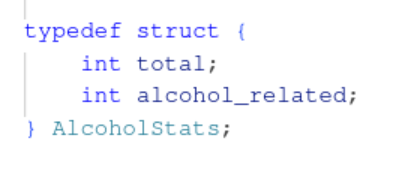 typedef struct {
    int total;
    int alcohol_related;
} AlcoholStats;